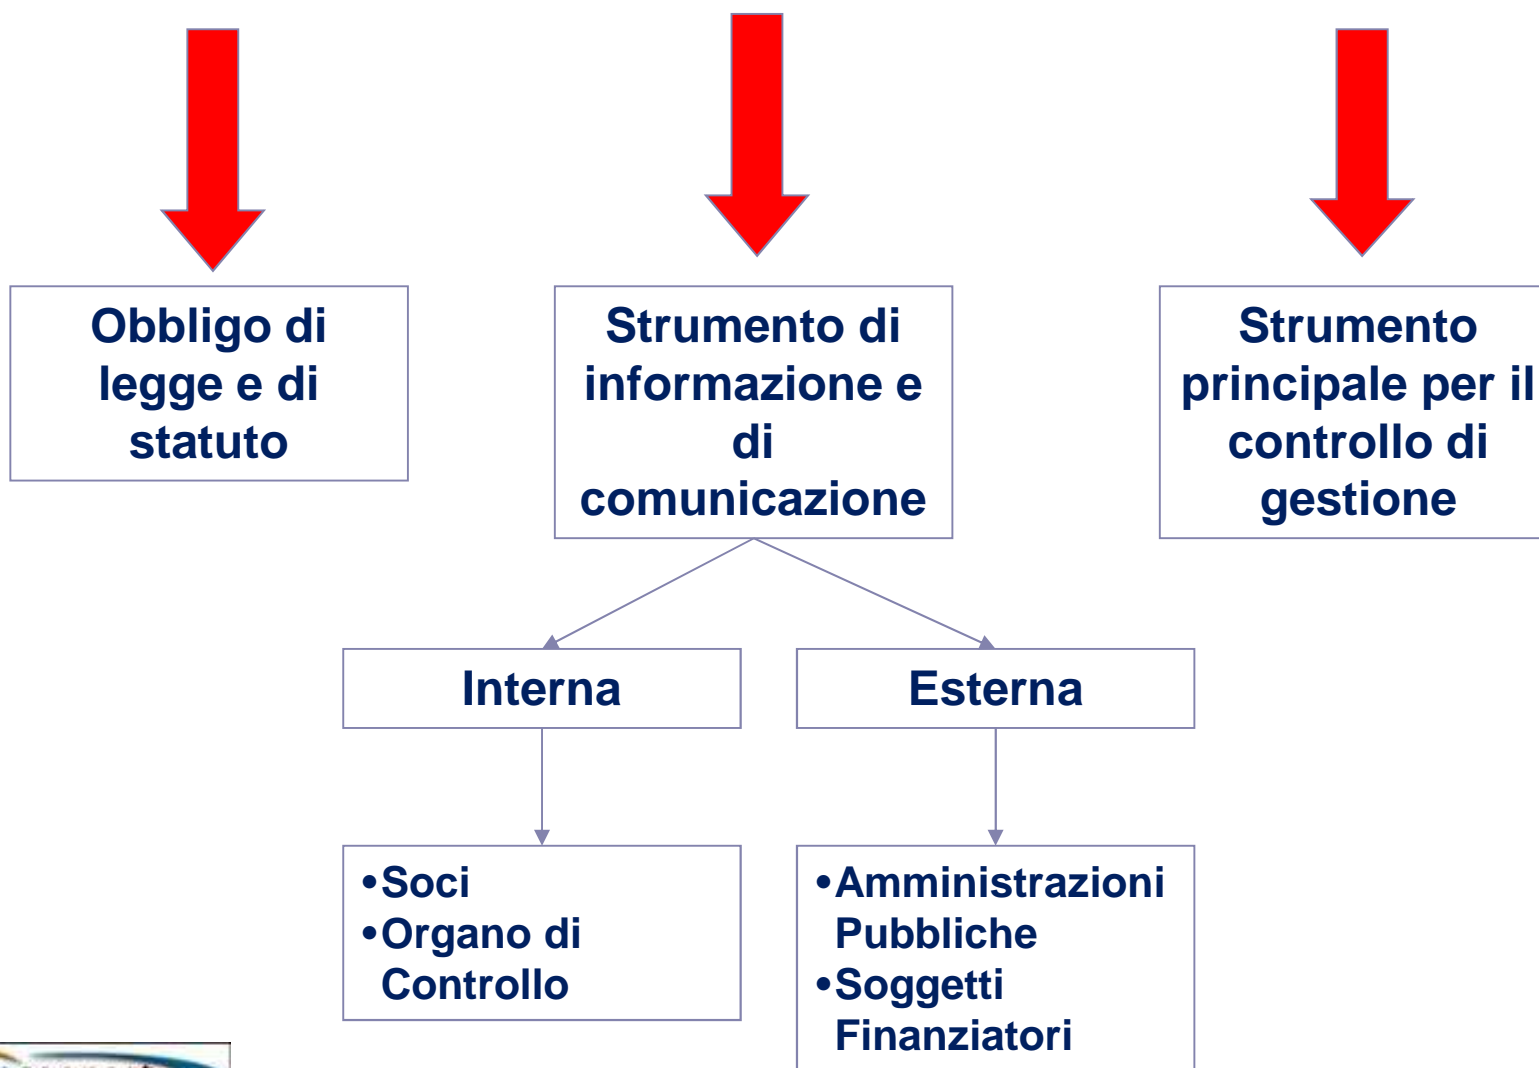 Obbligo di
legge e di
statuto
Strumento di
informazione e
di
comunicazione
Strumento
principale per il
controllo di
gestione
Interna
Esterna
•Soci
•Organo di
Controllo
•Amministrazioni
Pubbliche
•Soggetti
Finanziatori